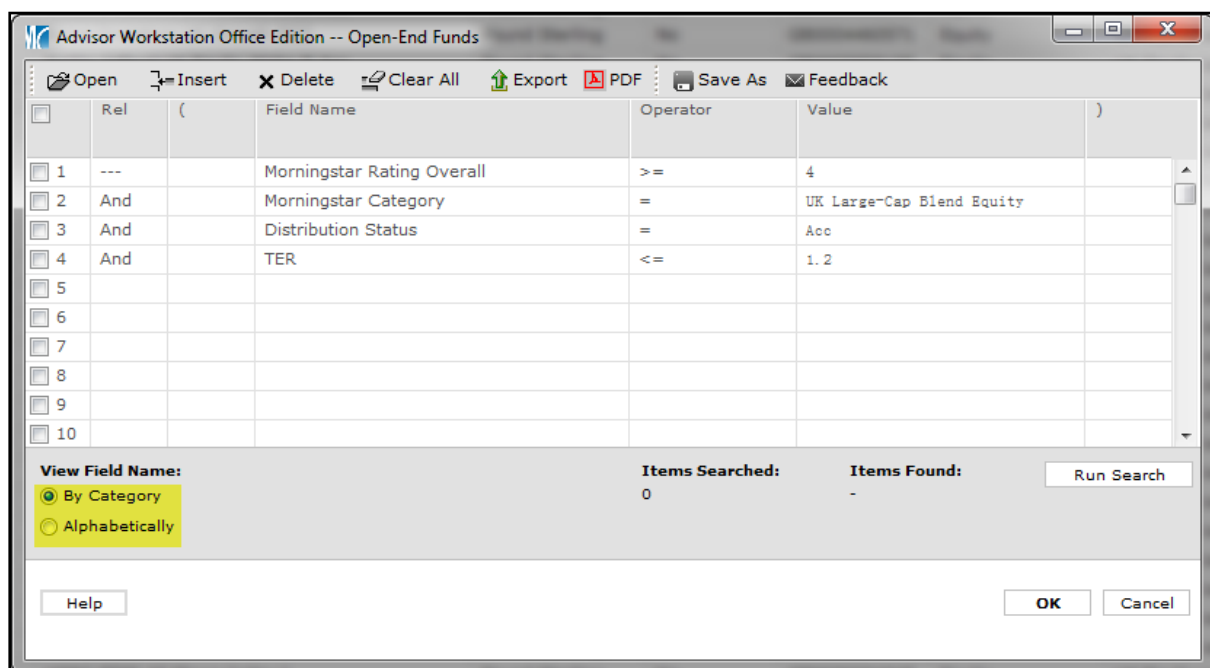 Advisor Workstation Office Edition -- Open-End Funds
Open Insert Delete Clear All Export PDF Save As Feedback
Rel ( Field Name Operator Value )
1 --- Morningstar Rating Overall >= 4
2 And Morningstar Category = UK Large-Cap Blend Equity
3 And Distribution Status = Acc
4 And TER <= 1.2
5
6
7
8
9
10
View Field Name: Items Searched: Items Found: Run Search
By Category 0 -
Alphabetically
Help OK Cancel